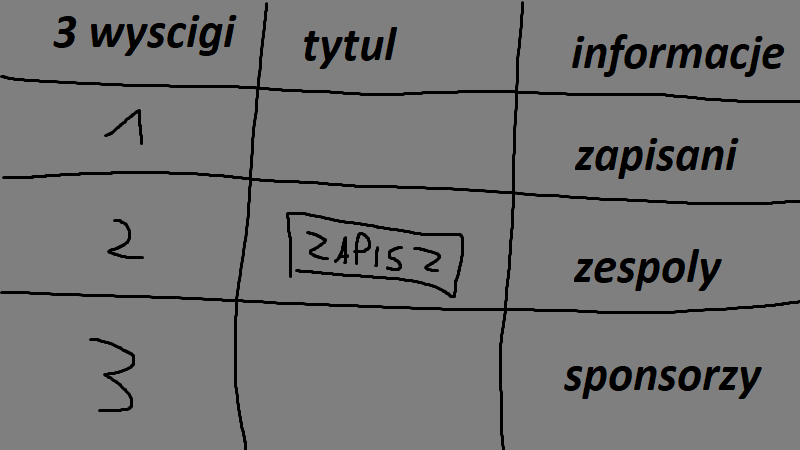 3 wyscigi tytul informacje
1 zapisani
2 ZAPISZ zespoly
3 sponsorzy